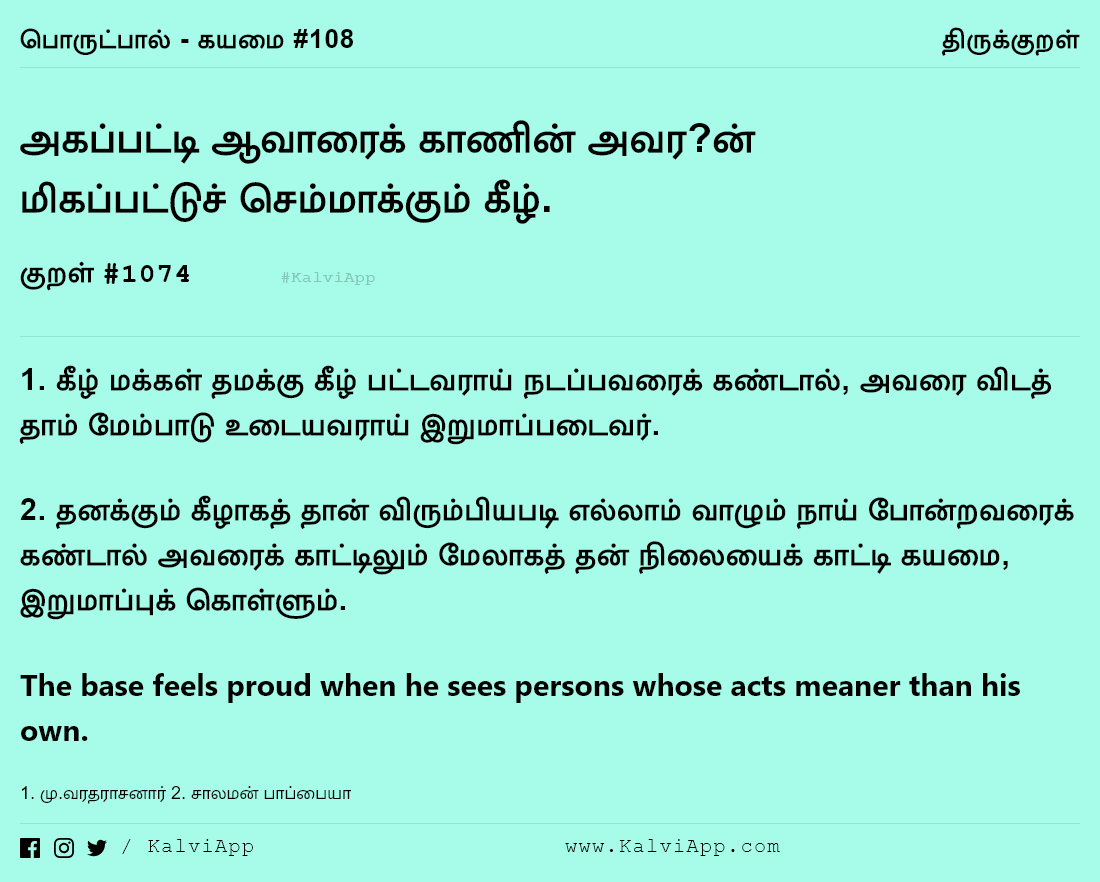 பொருட்பால் - கயமை #108
திருக்குறள்
அகப்பட்டி ஆவாரைக் காணின் அவர?ன்
மிகப்பட்டுச் செம்மாக்கும் கீழ்.
குறள் #1074
#KalviApp
1. கீழ் மக்கள் தமக்கு கீழ் பட்டவராய் நடப்பவரைக் கண்டால், அவரை விடத்
தாம் மேம்பாடு உடையவராய் இறுமாப்படைவர்.
2. தனக்கும் கீழாகத் தான் விரும்பியபடி எல்லாம் வாழும் நாய் போன்றவரைக்
கண்டால் அவரைக் காட்டிலும் மேலாகத் தன் நிலையைக் காட்டி கயமை,
இறுமாப்புக் கொள்ளும்.
The base feels proud when he sees persons whose acts meaner than his
own.
1. மு.வரதராசனார் 2. சாலமன் பாப்பையா
/ KalviApp
www.KalviApp.com